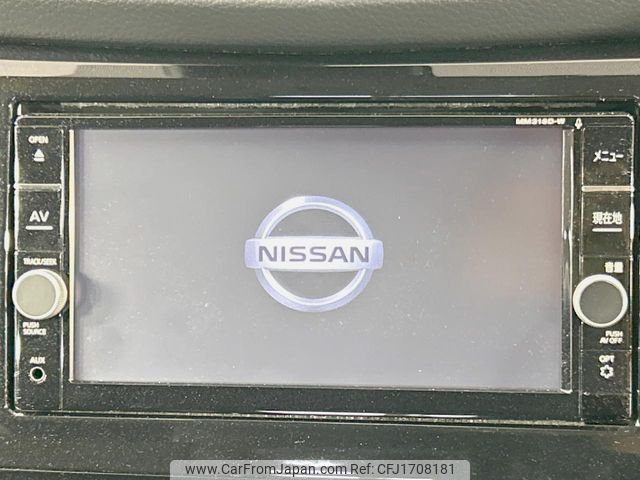 MM318D-W
OPEN
メニュー
AV
現在地
TRACK/SEEK
音量
NISSAN
PUSH
SOURCE
PUSH
AV OFF
AUX
OPT
www.CarFromJapan.com Ref No: CFJ1708181